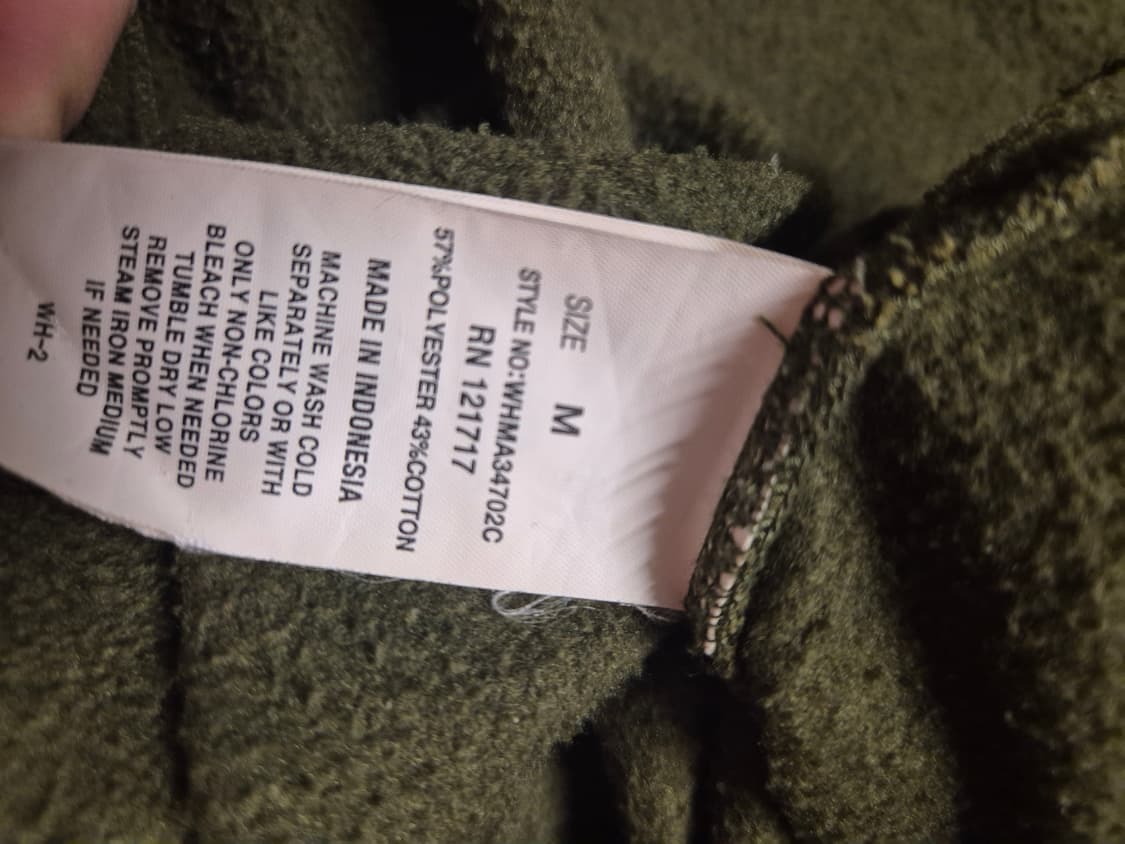 SIZE M
STYLE NO:WHMA34702C
RN 121717
57%POLYESTER 43%COTTON
MADE IN INDONESIA
MACHINE WASH COLD
SEPARATELY OR WITH
LIKE COLORS
ONLY NON-CHLORINE
BLEACH WHEN NEEDED
TUMBLE DRY LOW
REMOVE PROMPTLY
STEAM IRON MEDIUM
IF NEEDED
WH-2